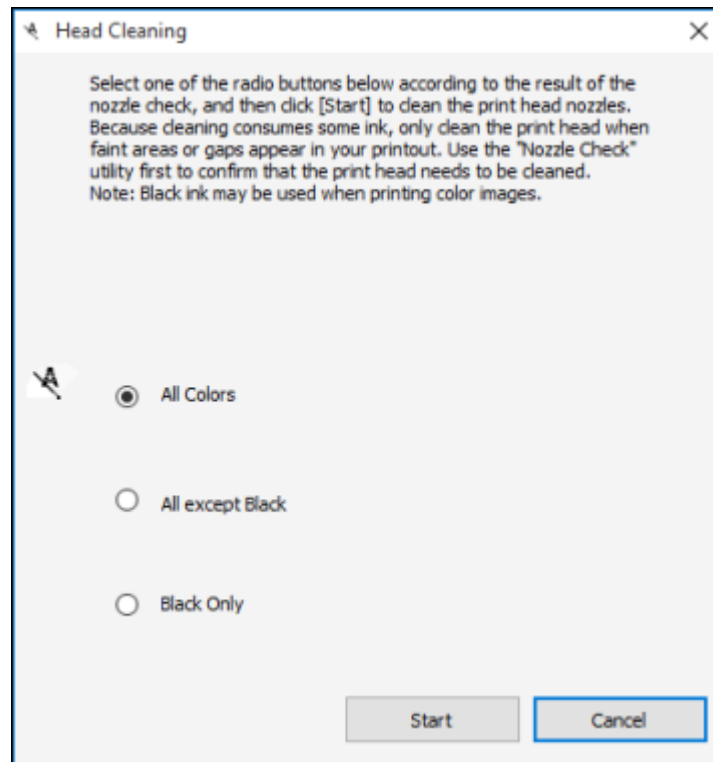 Head Cleaning
Select one of the radio buttons below according to the result of the
nozzle check, and then click [Start] to clean the print head nozzles.
Because cleaning consumes some ink, only clean the print head when
faint areas or gaps appear in your printout. Use the "Nozzle Check"
utility first to confirm that the print head needs to be cleaned.
Note: Black ink may be used when printing color images.
A
All Colors
All except Black
Black Only
Start
Cancel